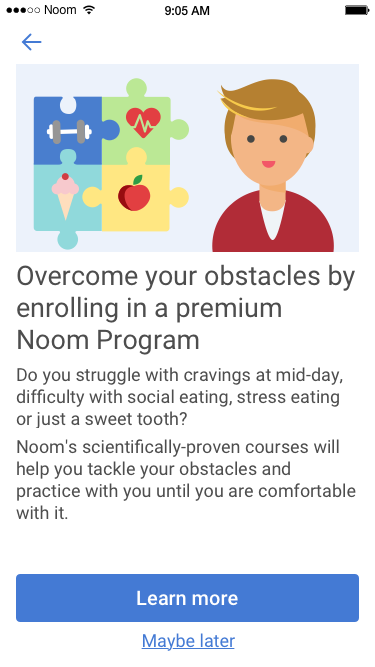 Noom 9:05 AM
Overcome your obstacles by
enrolling in a premium
Noom Program
Do you struggle with cravings at mid-day,
difficulty with social eating, stress eating
or just a sweet tooth?
Noom's scientifically-proven courses will
help you tackle your obstacles and
practice with you until you are comfortable
with it.
Learn more
Maybe later